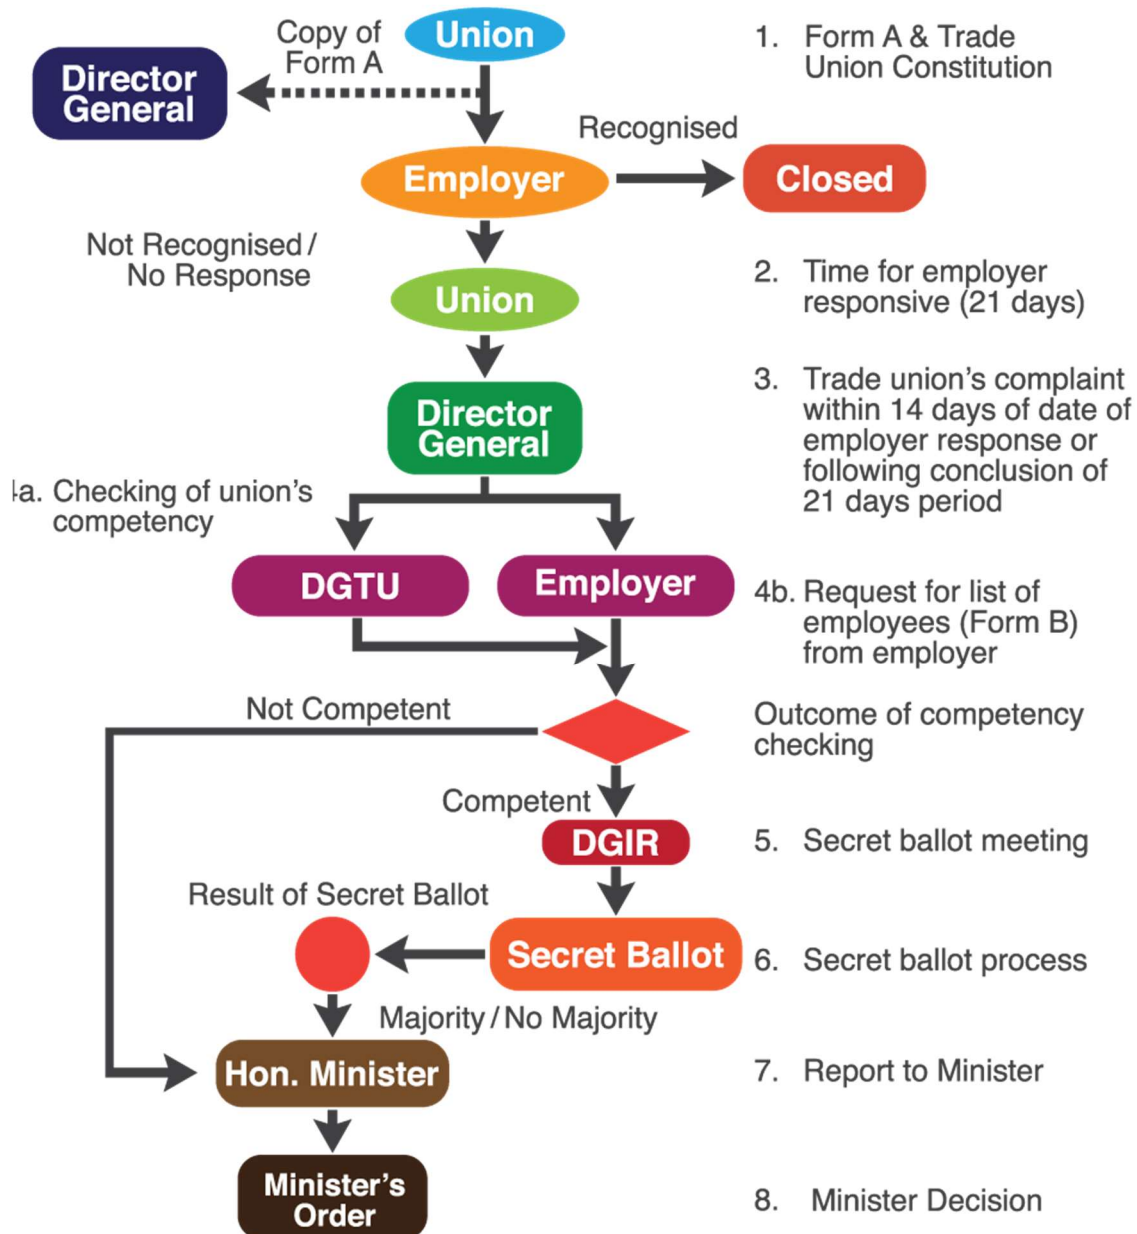 Copy of
Form A
Union
1. Form A & Trade
Union Constitution
Director
General
Recognised
Employer
Closed
Not Recognised /
No Response
Union
2. Time for employer
responsive (21 days)
Director
General
3. Trade union's complaint
within 14 days of date of
employer response or
following conclusion of
21 days period
a. Checking of union's
competency
DGTU
Employer
4b. Request for list of
employees (Form B)
from employer
Not Competent
Outcome of competency
checking
Competent
DGIR
5. Secret ballot meeting
Result of Secret Ballot
Secret Ballot
6. Secret ballot process
Majority / No Majority
Hon. Minister
7. Report to Minister
Minister's
Order
8. Minister Decision